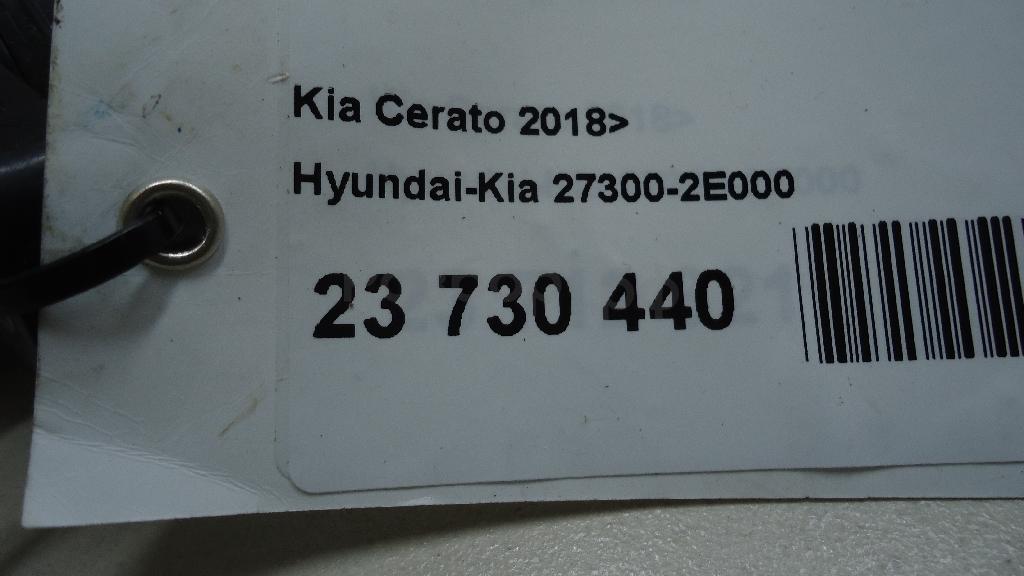 Kia Cerato 2018>
Hyundai-Kia 27300-2E000
23 730 440